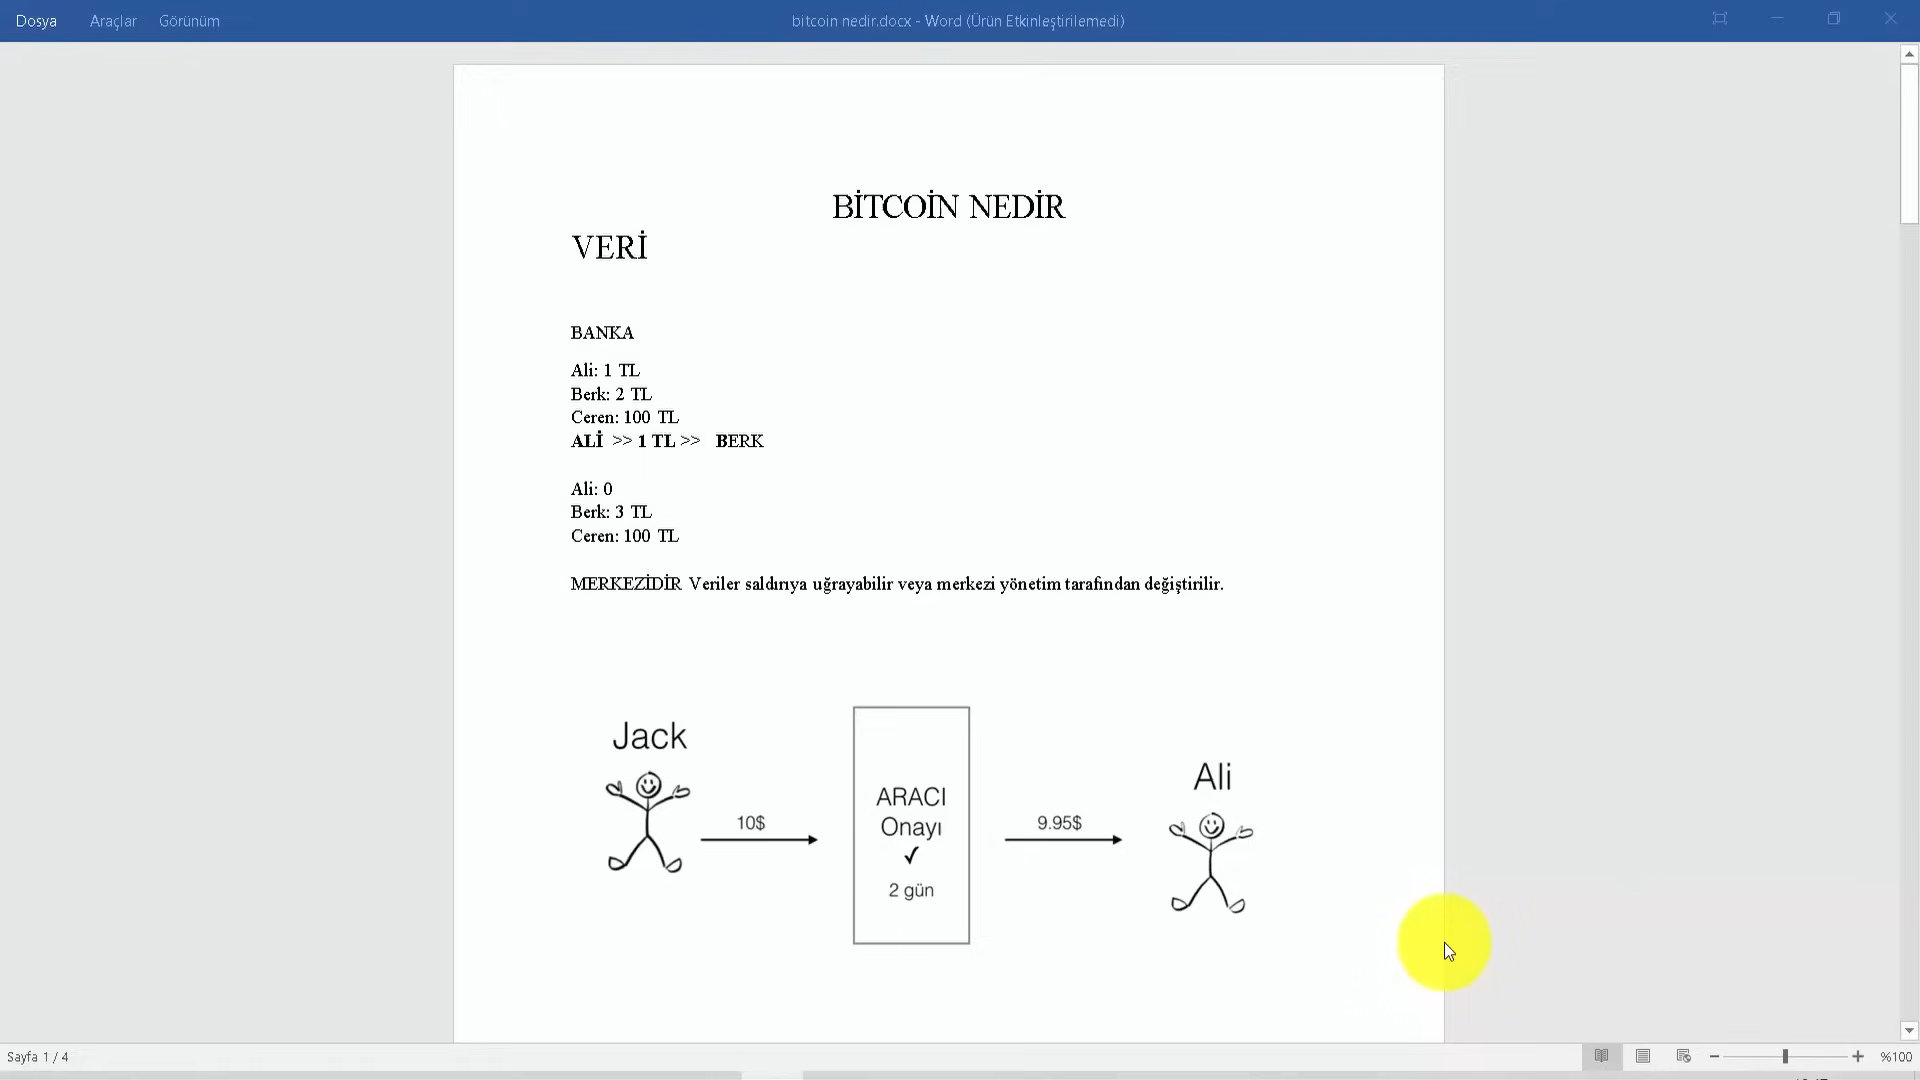 Dosya Araçlar Görünüm bitcoin nedir.docx - Word (Ürün Etkinleştirilemedi)
BİTCOİN NEDİR
VERİ
BANKA
Ali: 1 TL
Berk: 2 TL
Ceren: 100 TL
ALİ >> 1 TL >> BERK
Ali: 0
Berk: 3 TL
Ceren: 100 TL
MERKEZİDİR Veriler saldırıya uğrayabilir veya merkezi yönetim tarafından değiştirilir.
Jack
10$
ARACI
Onayı
✓
2 gün
9.95$
Ali
Sayfa 1 / 4
%100